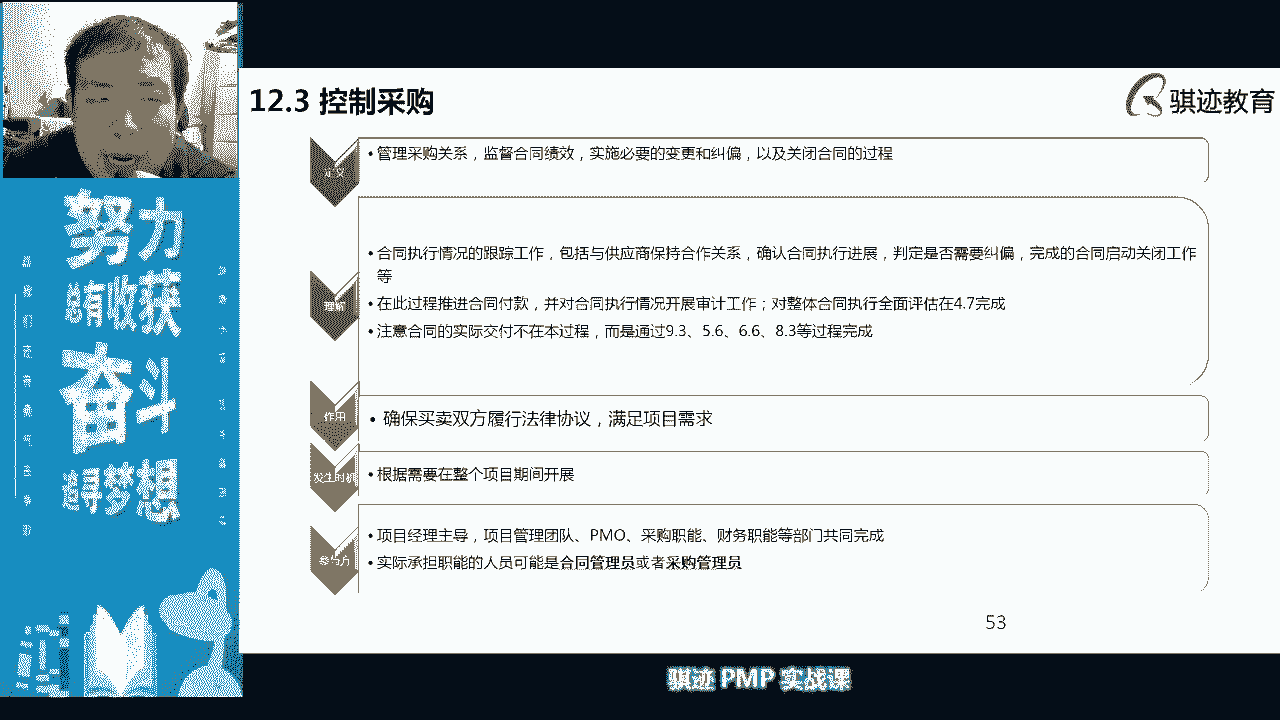 12.3 控制采购
骐迹教育
定义
•管理采购关系，监督合同绩效，实施必要的变更和纠偏，以及关闭合同的过程
理解
•合同执行情况的跟踪工作，包括与供应商保持合作关系，确认合同执行进展，判定是否需要纠偏，完成的合同启动关闭工作
等
•在此过程推进合同付款，并对合同执行情况开展审计工作；对整体合同执行全面评估在4.7完成
•注意合同的实际交付不在本过程，而是通过9.3、5.6、6.6、8.3等过程完成
作用
•确保买卖双方履行法律协议，满足项目需求
发生时机
•根据需要在整个项目期间开展
参与方
•项目经理主导，项目管理团队、PMO、采购职能、财务职能等部门共同完成
•实际承担职能的人员可能是合同管理员或者采购管理员
53
努力
总有收获
奋斗
追寻梦想
骐迹 PMP 实战课